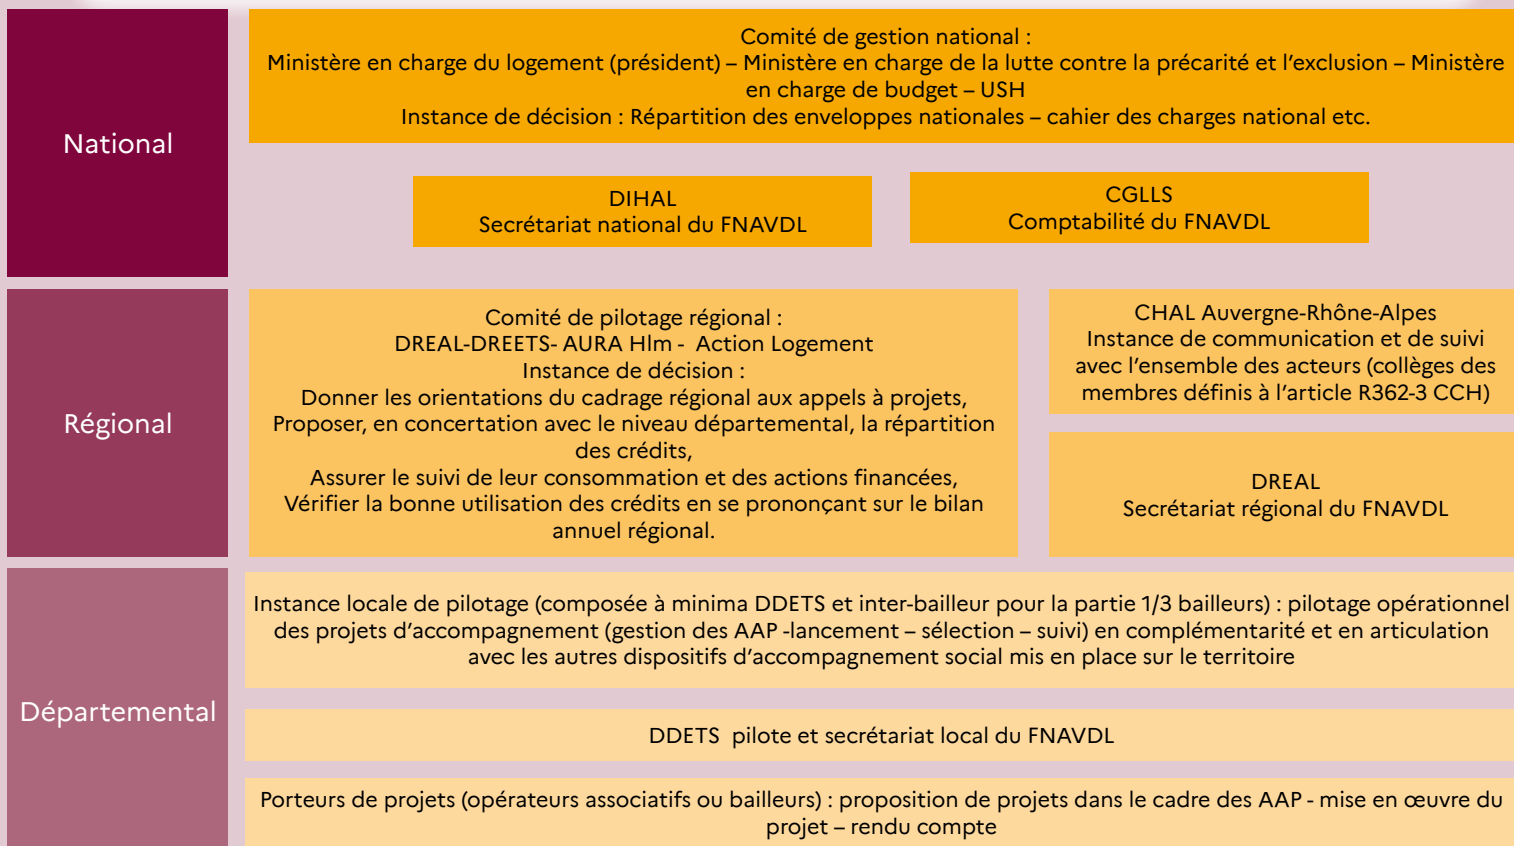 National
Comité de gestion national :
Ministère en charge du logement (président) – Ministère en charge de la lutte contre la précarité et l’exclusion – Ministère
en charge de budget – USH
Instance de décision : Répartition des enveloppes nationales – cahier des charges national etc.
DIHAL
Secrétariat national du FNAVDL
CGLLS
Comptabilité du FNAVDL
Régional
Comité de pilotage régional :
DREAL-DREETS- AURA Hlm - Action Logement
Instance de décision :
Donner les orientations du cadrage régional aux appels à projets,
Proposer, en concertation avec le niveau départemental, la répartition
des crédits,
Assurer le suivi de leur consommation et des actions financées,
Vérifier la bonne utilisation des crédits en se prononçant sur le bilan
annuel régional.
CHAL Auvergne-Rhône-Alpes
Instance de communication et de suivi
avec l’ensemble des acteurs (collèges des
membres définis à l’article R362-3 CCH)
DREAL
Secrétariat régional du FNAVDL
Départemental
Instance locale de pilotage (composée à minima DDETS et inter-bailleur pour la partie 1/3 bailleurs) : pilotage opérationnel
des projets d’accompagnement (gestion des AAP -lancement – sélection – suivi) en complémentarité et en articulation
avec les autres dispositifs d’accompagnement social mis en place sur le territoire
DDETS pilote et secrétariat local du FNAVDL
Porteurs de projets (opérateurs associatifs ou bailleurs) : proposition de projets dans le cadre des AAP - mise en œuvre du
projet – rendu compte